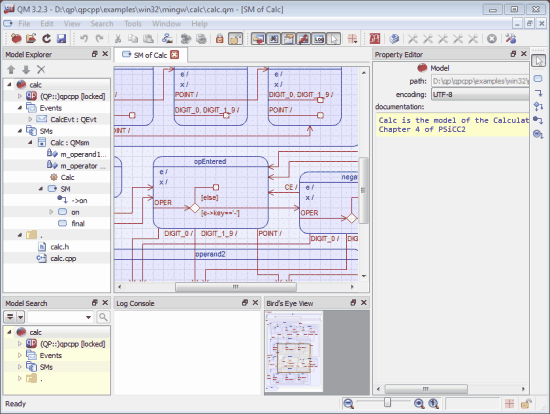 QM 3.2.3 - D:\qp\qpcpp\examples\win32\mingw\calc\calc.qm - [SM of Calc]
File Edit View Search Tools Window Help
Model Explorer
calc
(QP::)qpcpp [locked]
Events
CalcEvt : QEvt
SMs
Calc : QMsm
m_operand1
m_operator
Calc
SM
->on
on
final
.
calc.h
calc.cpp
SM of Calc
e /
x /
POINT /
DIGIT_0, DIGIT_1_9 /
POINT /
e /
x /
POINT /
DIGIT_0, DIGIT_1_9 /
opEntered
e /
x /
OPER
[else]
[e->key=='-']
CE /
OPER
e /
x /
DIGIT_0 /
DIGIT_1_9 /
POINT /
DIGIT_0 /
DIGIT_1_9 /
operand2
Property Editor
Model
path: D:\qp\qpcpp\examples\win32\
encoding: UTF-8
documentation:
Calc is the model of the
Chapter 4 of PSiCC2
Model Search
calc
(QP::)qpcpp [locked]
Events
SMs
.
Log Console
Bird's Eye View
Ready